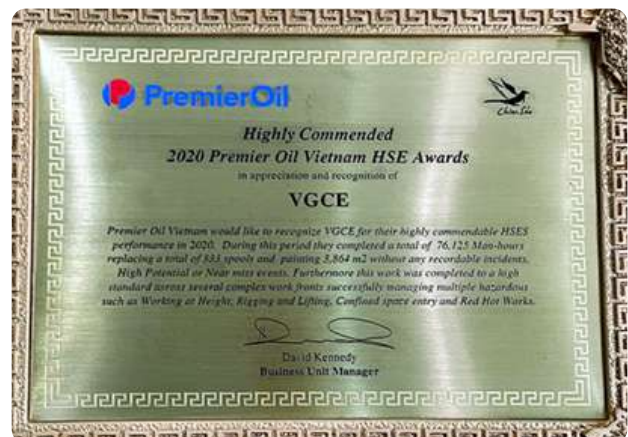 PremierOil
Chim Sáo
Highly Commended
2020 Premier Oil Vietnam HSE Awards
in appreciation and recognition of
VGCE
Premier Oil Vietnam would like to recognize VGCE for their highly commendable HSES
performance in 2020. During this period they completed a total of 76,125 Man-hours
replacing a total of 833 spools and painting 3,864 m2 without any recordable incidents,
High Potential or Near miss events. Furthermore this work was completed to a high
standard across several complex work fronts successfully managing multiple hazardous
such as Working at Height, Rigging and Lifting, Confined space entry and Red Hot Works.
David Kennedy
Business Unit Manager